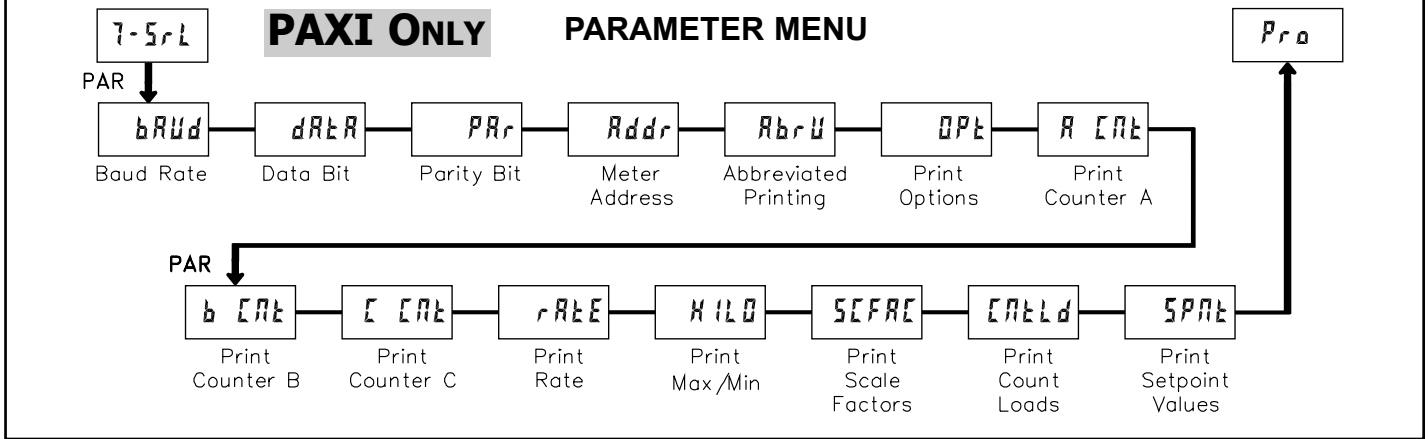 7-SrL PAXI ONLY PARAMETER MENU Pro
PAR
bAUd dAtA PAr Addr AbrU OPt A CNt
Baud Rate Data Bit Parity Bit Meter Address Abbreviated Printing Print Options Print Counter A
PAR
b CNt C CNt rAtE HILO SCFAC CNtLd SPNt
Print Counter B Print Counter C Print Rate Print Max/Min Print Scale Factors Print Count Loads Print Setpoint Values